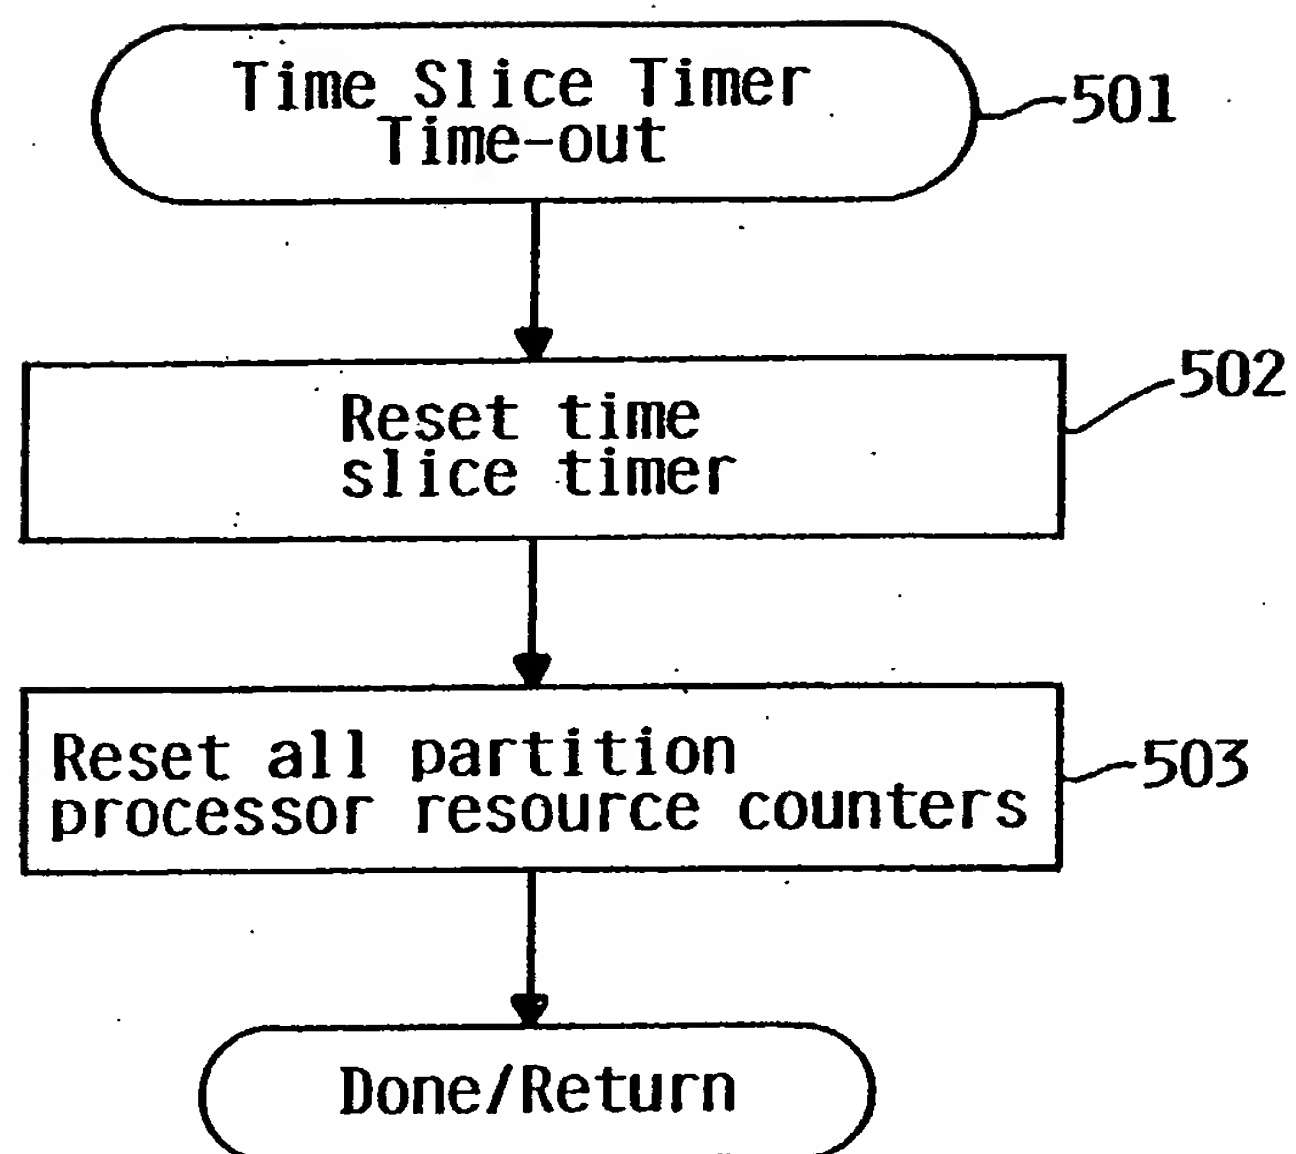 Time Slice Timer
Time-out
501
Reset time
slice timer
502
Reset all partition
processor resource counters
503
Done/Return